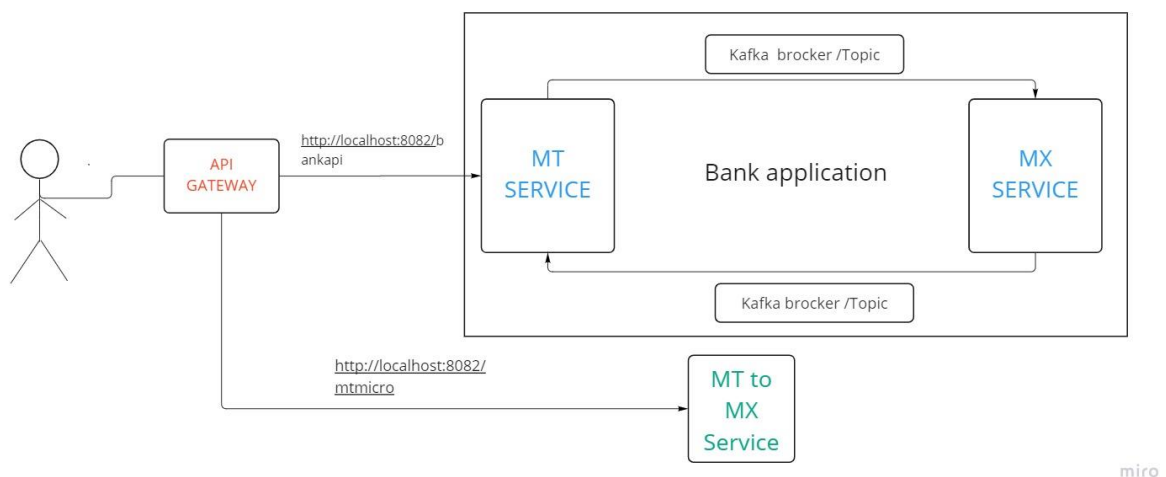 Kafka  brocker /Topic
http://localhost:8082/b
ankapi
API
GATEWAY
MT
SERVICE
Bank application
MX
SERVICE
Kafka brocker /Topic
http://localhost:8082/
mtmicro
MT to
MX
Service
miro